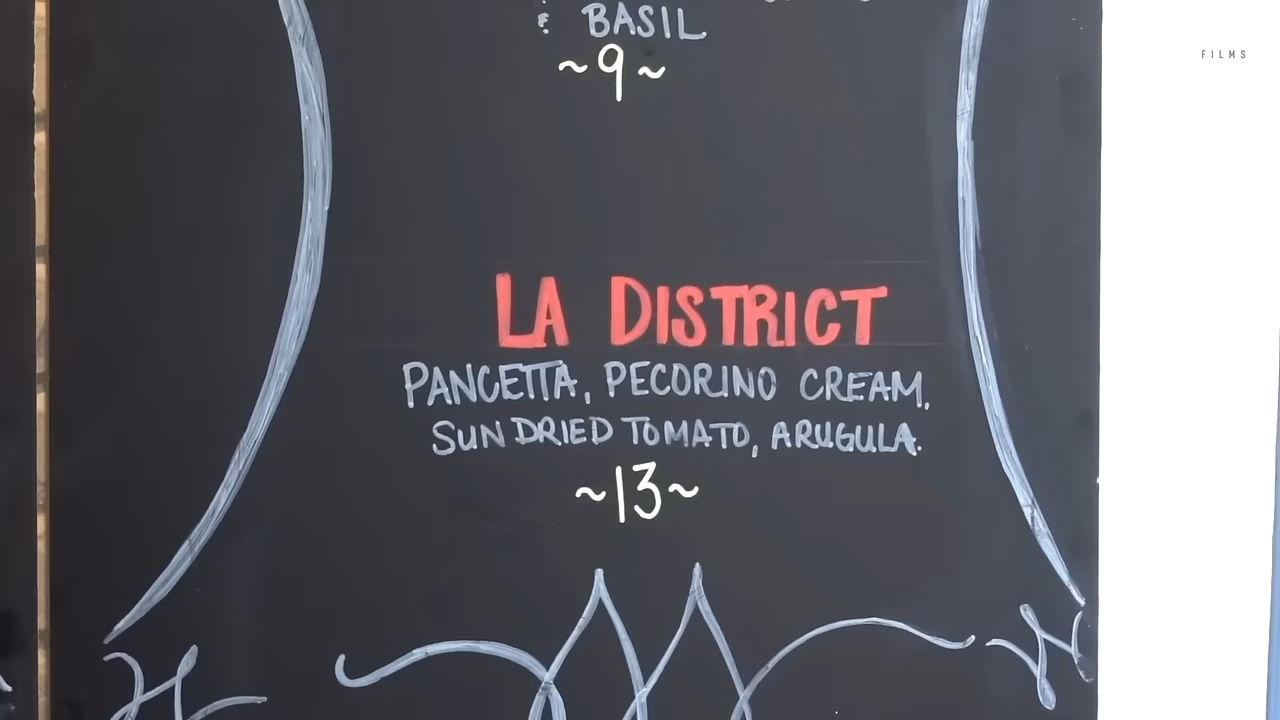 & BASIL
~9~
FILMS
LA DISTRICT
PANCETTA, PECORINO CREAM,
SUN DRIED TOMATO, ARUGULA.
~13~